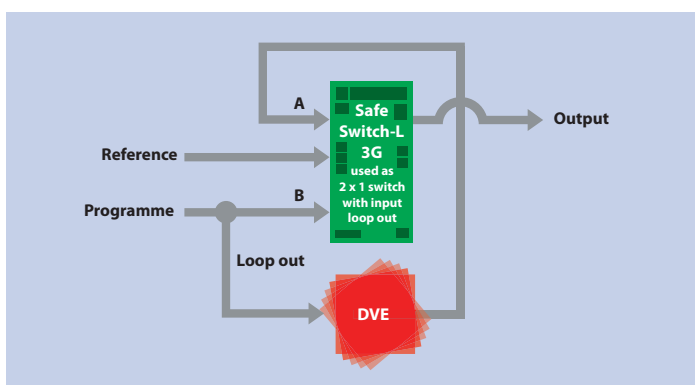 A
Safe
Switch-L
3G
used as
2 x 1 switch
with input
loop out
Output
Reference
Programme
B
Loop out
DVE